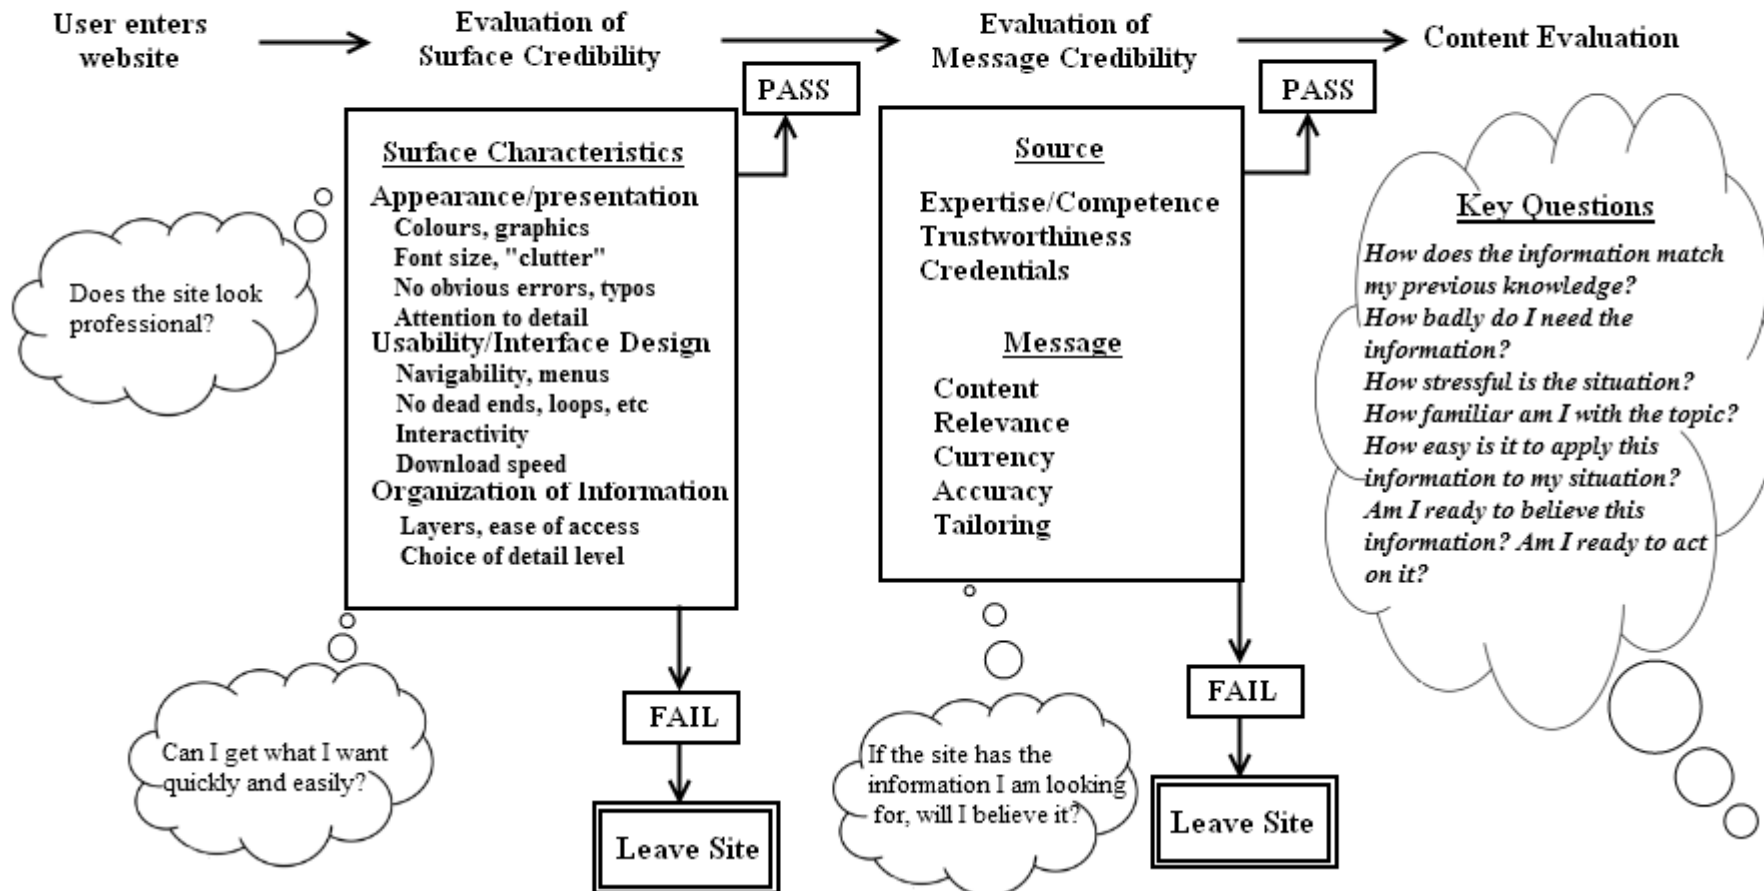 User enters
website
Evaluation of
Surface Credibility
Evaluation of
Message Credibility
Content Evaluation
PASS
PASS
Surface Characteristics
Appearance/presentation
Colours, graphics
Font size, "clutter"
No obvious errors, typos
Attention to detail
Usability/Interface Design
Navigability, menus
No dead ends, loops, etc
Interactivity
Download speed
Organization of Information
Layers, ease of access
Choice of detail level
Does the site look
professional?
Can I get what I want
quickly and easily?
FAIL
Leave Site
Source
Expertise/Competence
Trustworthiness
Credentials
Message
Content
Relevance
Currency
Accuracy
Tailoring
If the site has the
information I am looking
for, will I believe it?
FAIL
Leave Site
Key Questions
How does the information match
my previous knowledge?
How badly do I need the
information?
How stressful is the situation?
How familiar am I with the topic?
How easy is it to apply this
information to my situation?
Am I ready to believe this
information? Am I ready to act
on it?